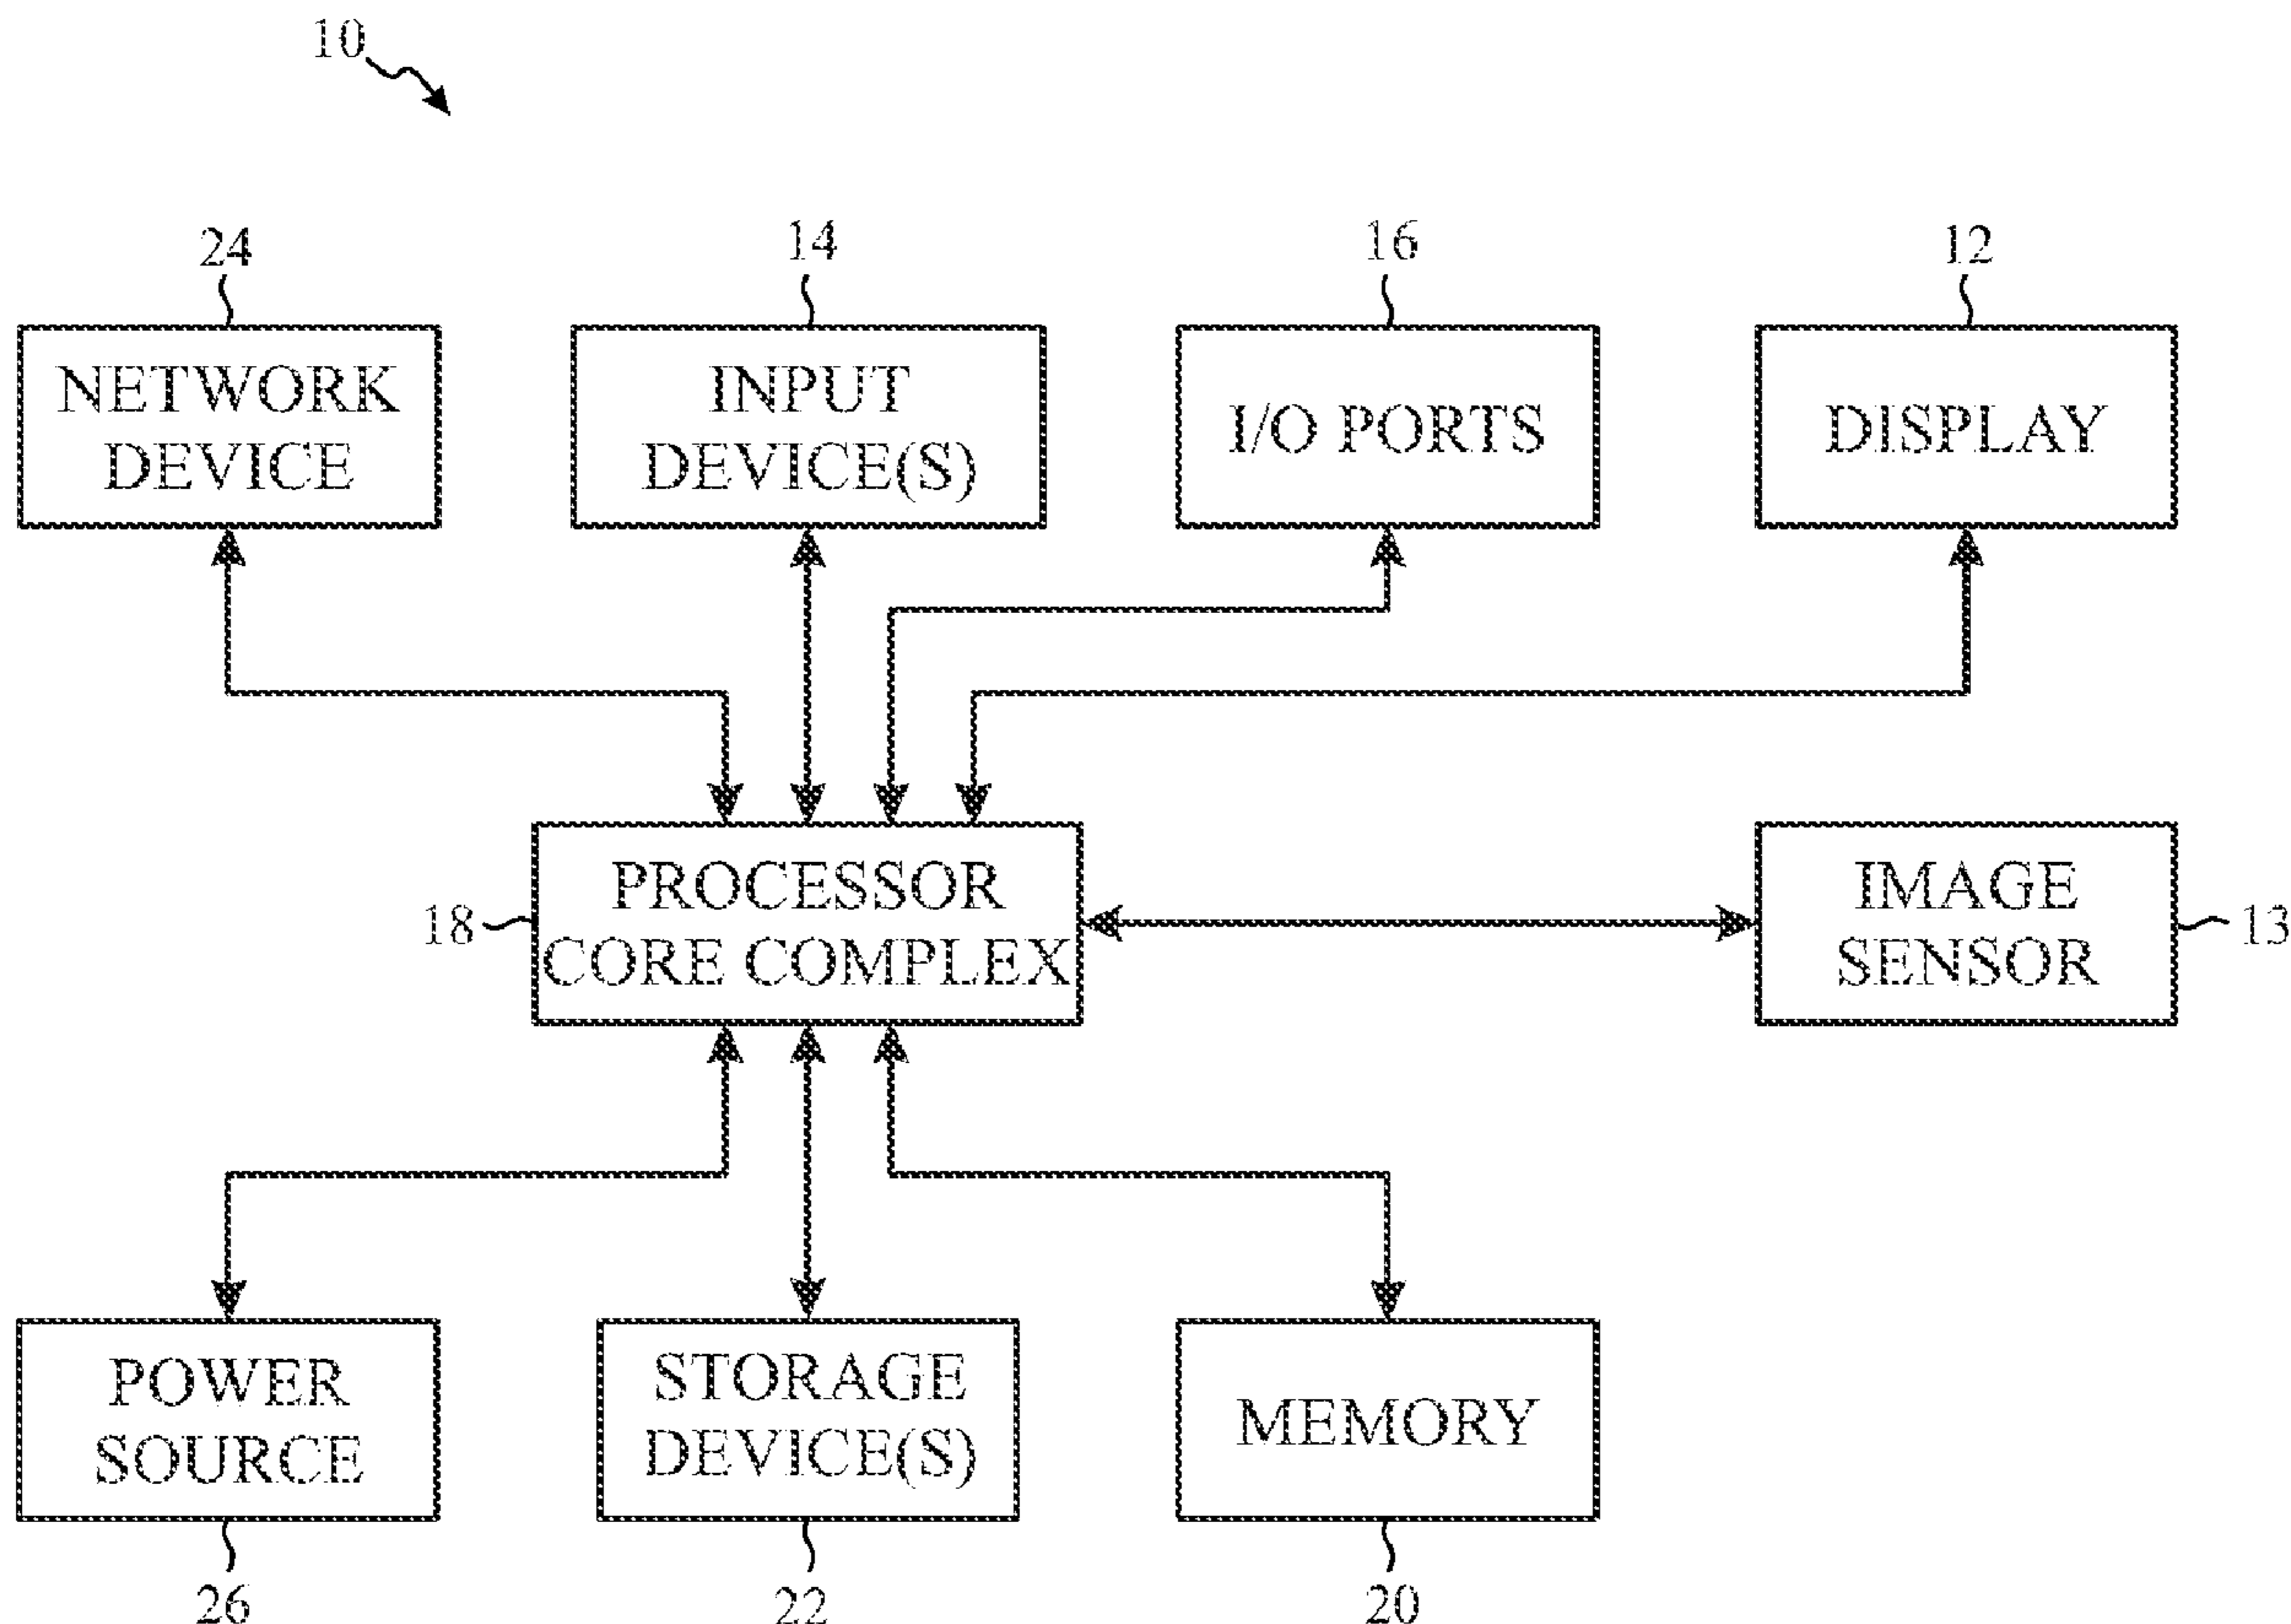 10
24
14
16
12
NETWORK
DEVICE
INPUT
DEVICE(S)
I/O PORTS
DISPLAY
18
PROCESSOR
CORE COMPLEX
IMAGE
SENSOR
13
POWER
SOURCE
STORAGE
DEVICE(S)
MEMORY
26
22
20